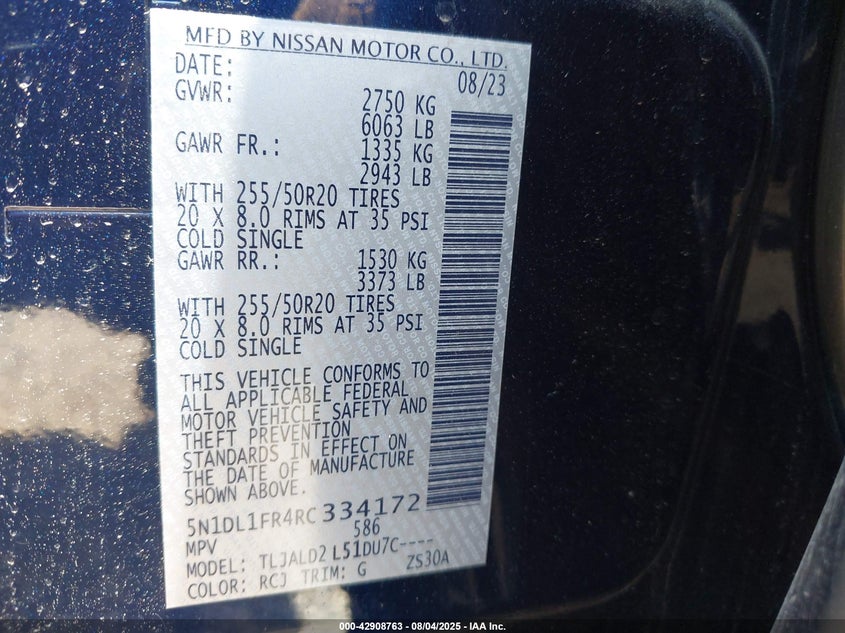 MFD BY NISSAN MOTOR CO., LTD.
DATE: 08/23
GVWR: 2750 KG
6063 LB
GAWR FR.: 1335 KG
2943 LB
WITH 255/50R20 TIRES
20 X 8.0 RIMS AT 35 PSI
COLD SINGLE
GAWR RR.: 1530 KG
3373 LB
WITH 255/50R20 TIRES
20 X 8.0 RIMS AT 35 PSI
COLD SINGLE
THIS VEHICLE CONFORMS TO
ALL APPLICABLE FEDERAL
MOTOR VEHICLE SAFETY AND
THEFT PREVENTION
STANDARDS IN EFFECT ON
THE DATE OF MANUFACTURE
SHOWN ABOVE.
5N1DL1FR4RC334172
MPV 586
MODEL: TLJALD2 L51DU7C----
COLOR: RCJ TRIM: G ZS30A
000-42908763 - 08/04/2025 - IAA Inc.